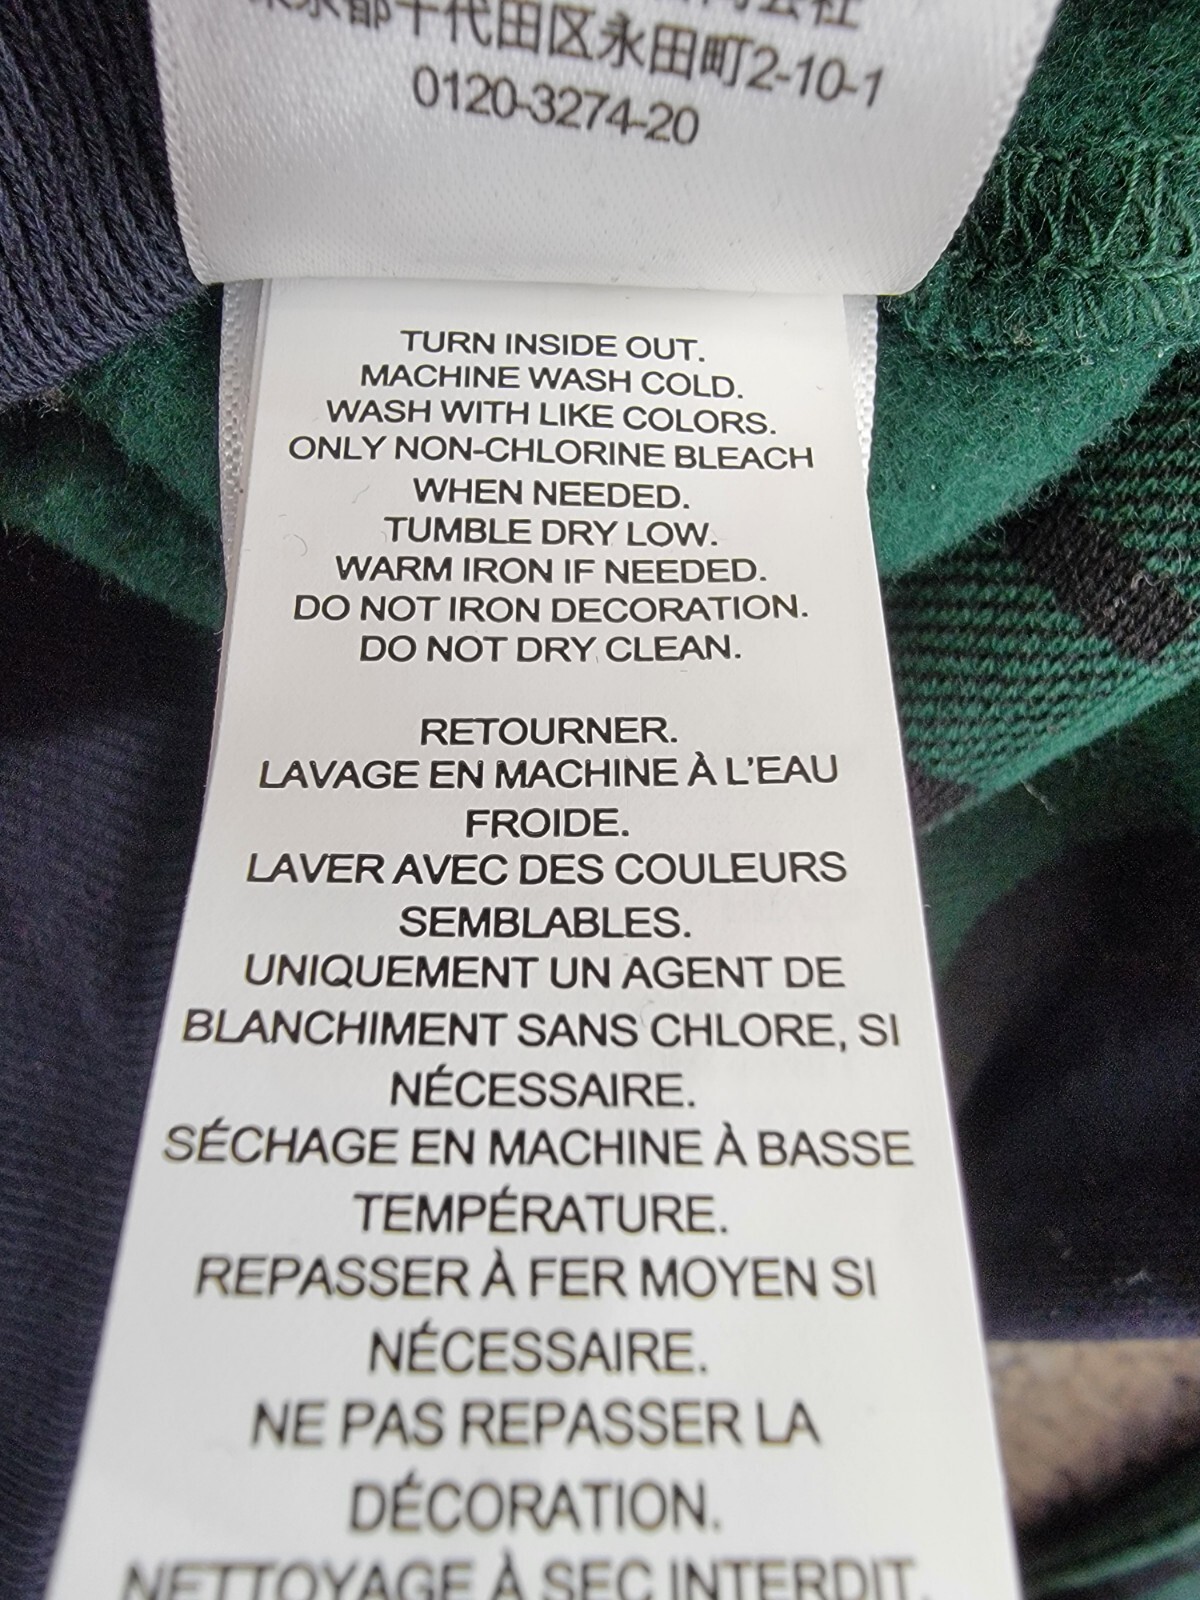 東京都千代田区永田町2-10-1
0120-3274-20
TURN INSIDE OUT.
MACHINE WASH COLD.
WASH WITH LIKE COLORS.
ONLY NON-CHLORINE BLEACH
WHEN NEEDED.
TUMBLE DRY LOW.
WARM IRON IF NEEDED.
DO NOT IRON DECORATION.
DO NOT DRY CLEAN.
RETOURNER.
LAVAGE EN MACHINE À L'EAU
FROIDE.
LAVER AVEC DES COULEURS
SEMBLABLES.
UNIQUEMENT UN AGENT DE
BLANCHIMENT SANS CHLORE, SI
NÉCESSAIRE.
SÉCHAGE EN MACHINE À BASSE
TEMPÉRATURE.
REPASSER À FER MOYEN SI
NÉCESSAIRE.
NE PAS REPASSER LA
DÉCORATION.
NETTOYAGE À SEC INTERDIT.